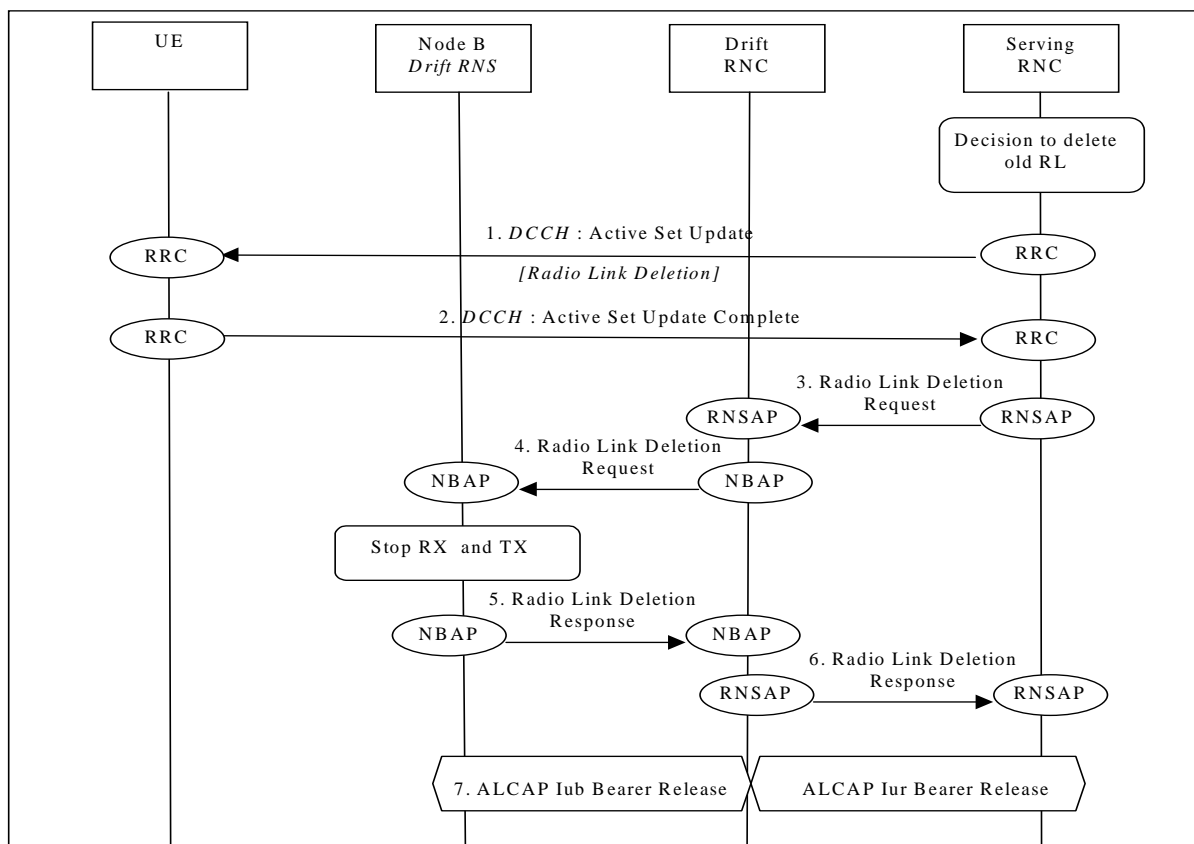 UE
Node B
Drift RNS
Drift
RNC
Serving
RNC
Decision to delete
old RL
1. DCCH : Active Set Update
RRC
RRC
[Radio Link Deletion]
2. DCCH : Active Set Update Complete
RRC
RRC
3. Radio Link Deletion
Request
RNSAP
RNSAP
4. Radio Link Deletion
Request
NBAP
NBAP
Stop RX and TX
5. Radio Link Deletion
Response
NBAP
NBAP
6. Radio Link Deletion
Response
RNSAP
RNSAP
7. ALCAP Iub Bearer Release
ALCAP Iur Bearer Release